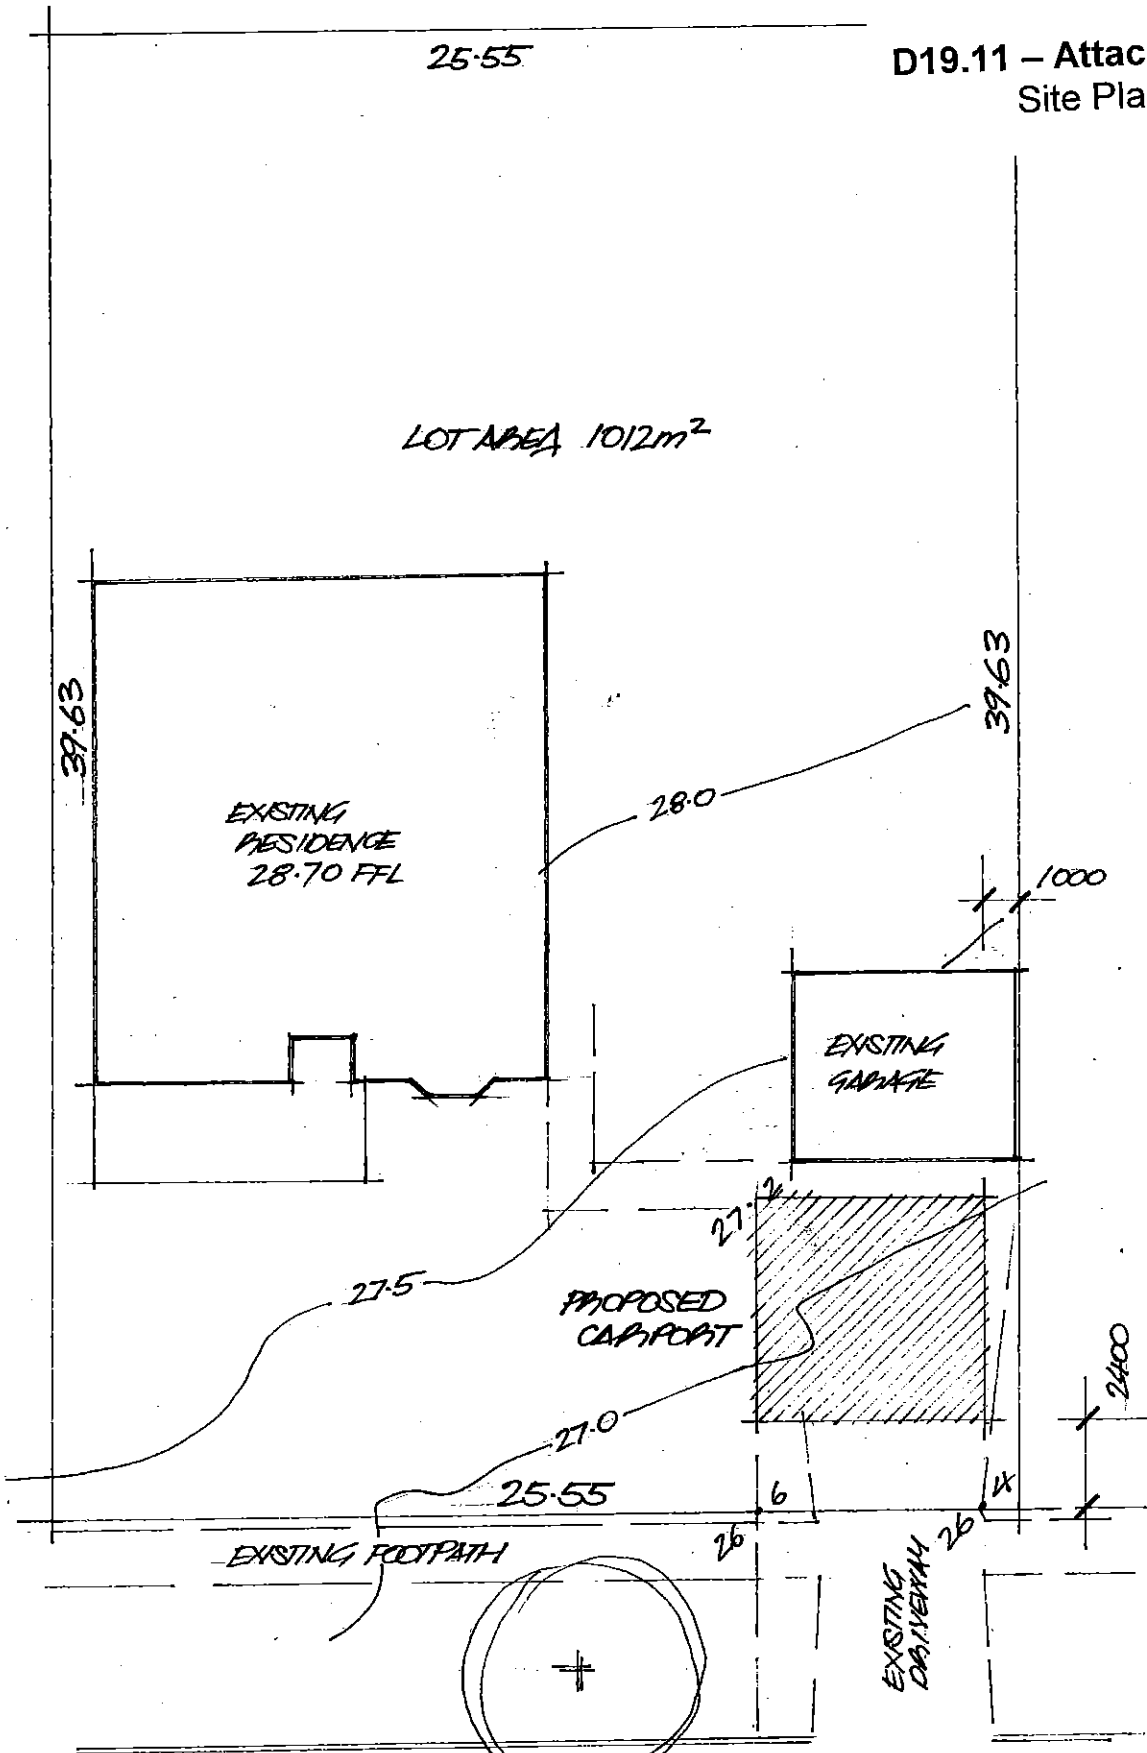 25.55
D19.11 – Attac
Site Pla
LOT AREA 1012m²
39.63
39.63
28.0
EXISTING
RESIDENCE
28.70 FFL
1000
EXISTING
GARAGE
27.2
27.5
PROPOSED
CARPORT
2400
27.0
25.55
26.6
26
EXISTING FOOTPATH
EXISTING
DRIVEWAY